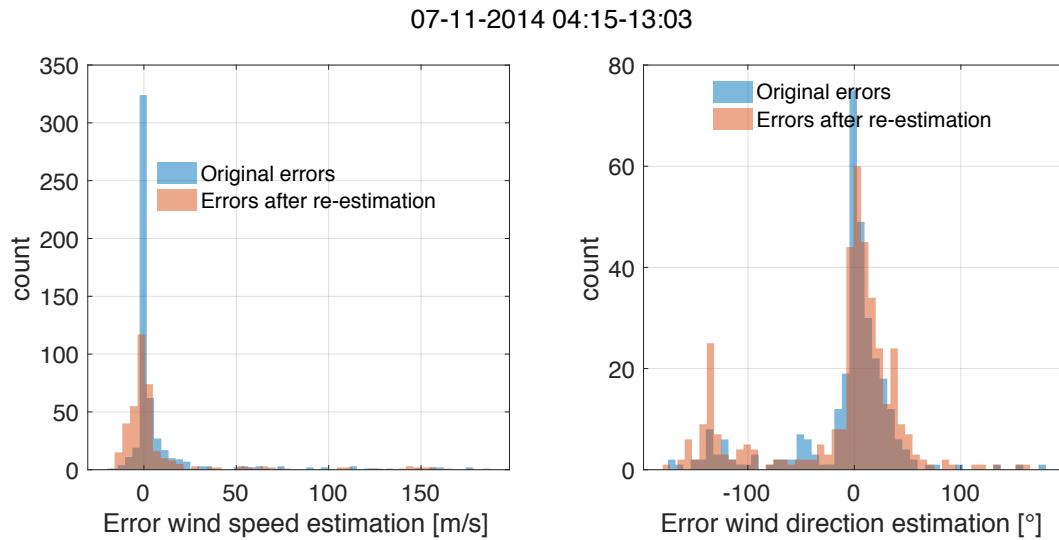 07-11-2014 04:15-13:03
350
300
250
200
150
100
50
0
count
Original errors
Errors after re-estimation
0
50
100
150
Error wind speed estimation [m/s]
80
60
40
20
0
count
Original errors
Errors after re-estimation
-100
0
100
Error wind direction estimation [°]